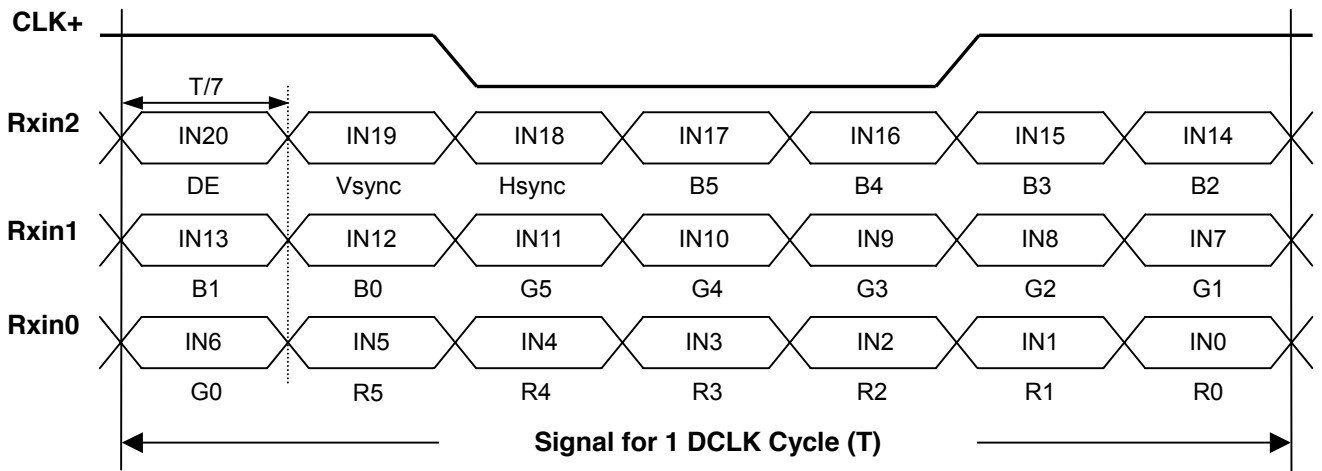 CLK+
T/7
Rxin2 IN20 IN19 IN18 IN17 IN16 IN15 IN14
DE Vsync Hsync B5 B4 B3 B2
Rxin1 IN13 IN12 IN11 IN10 IN9 IN8 IN7
B1 B0 G5 G4 G3 G2 G1
Rxin0 IN6 IN5 IN4 IN3 IN2 IN1 IN0
G0 R5 R4 R3 R2 R1 R0
Signal for 1 DCLK Cycle (T)